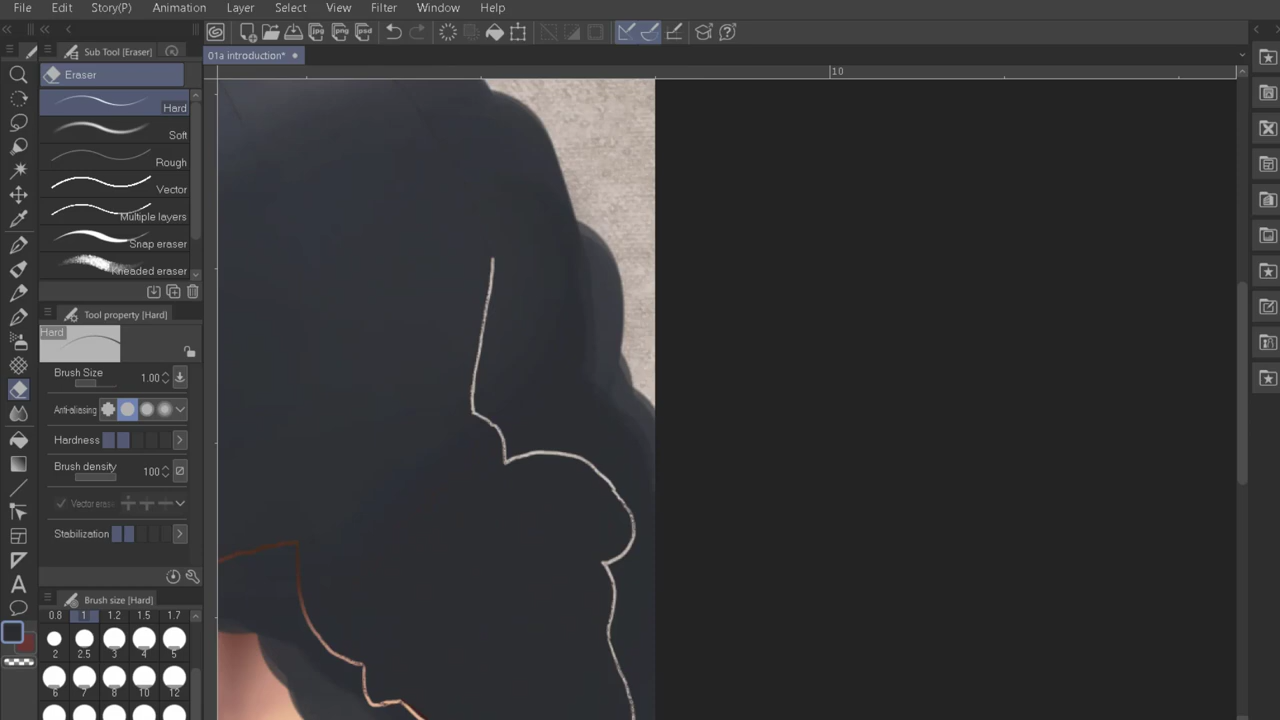 File Edit Story(P) Animation Layer Select View Filter Window Help
Sub Tool [Eraser]
01a introduction*
10
Eraser
Hard
Soft
Rough
Vector
Multiple layers
Snap eraser
Kneaded eraser
Tool property [Hard]
Hard
Brush Size 1.00
Anti-aliasing
Hardness
Brush density 100
Vector eras
Stabilization
Brush size [Hard]
0.8 1 1.2 1.5 1.7
2 2.5 3 4 5
6 7 8 10 12